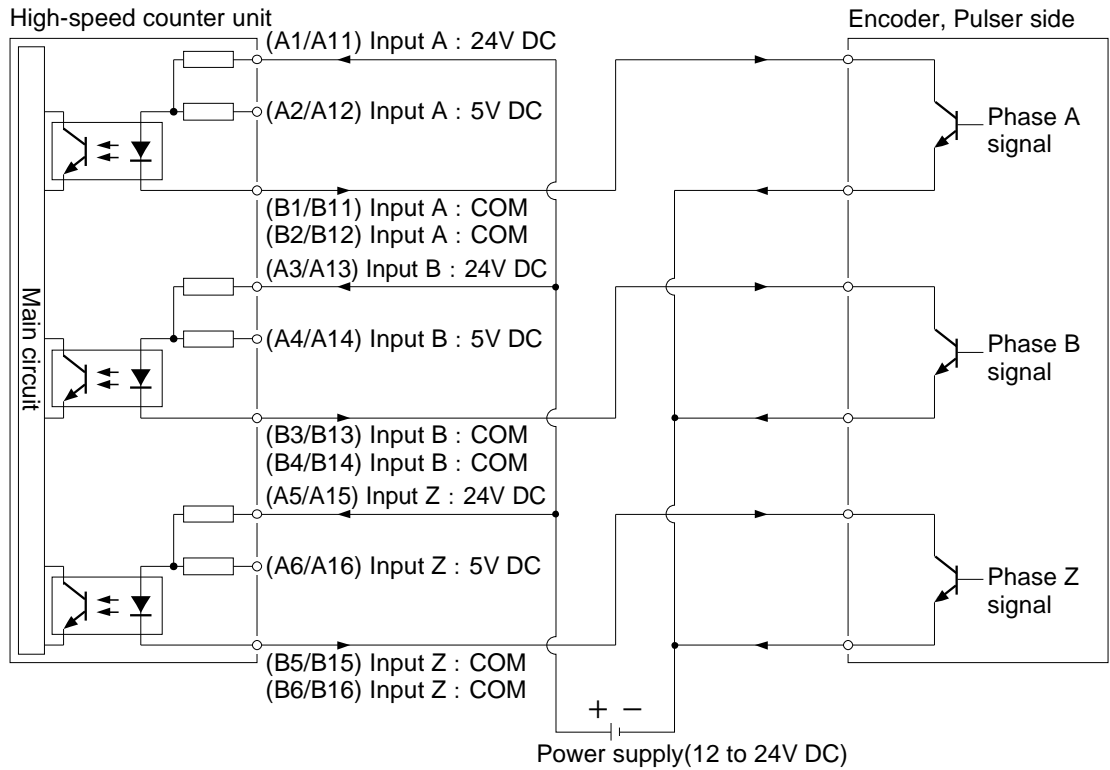 High-speed counter unit
Encoder, Pulser side
(A1/A11) Input A : 24V DC
(A2/A12) Input A : 5V DC
Phase A
signal
(B1/B11) Input A : COM
(B2/B12) Input A : COM
(A3/A13) Input B : 24V DC
Main circuit
(A4/A14) Input B : 5V DC
Phase B
signal
(B3/B13) Input B : COM
(B4/B14) Input B : COM
(A5/A15) Input Z : 24V DC
(A6/A16) Input Z : 5V DC
Phase Z
signal
(B5/B15) Input Z : COM
(B6/B16) Input Z : COM
+ −
Power supply(12 to 24V DC)